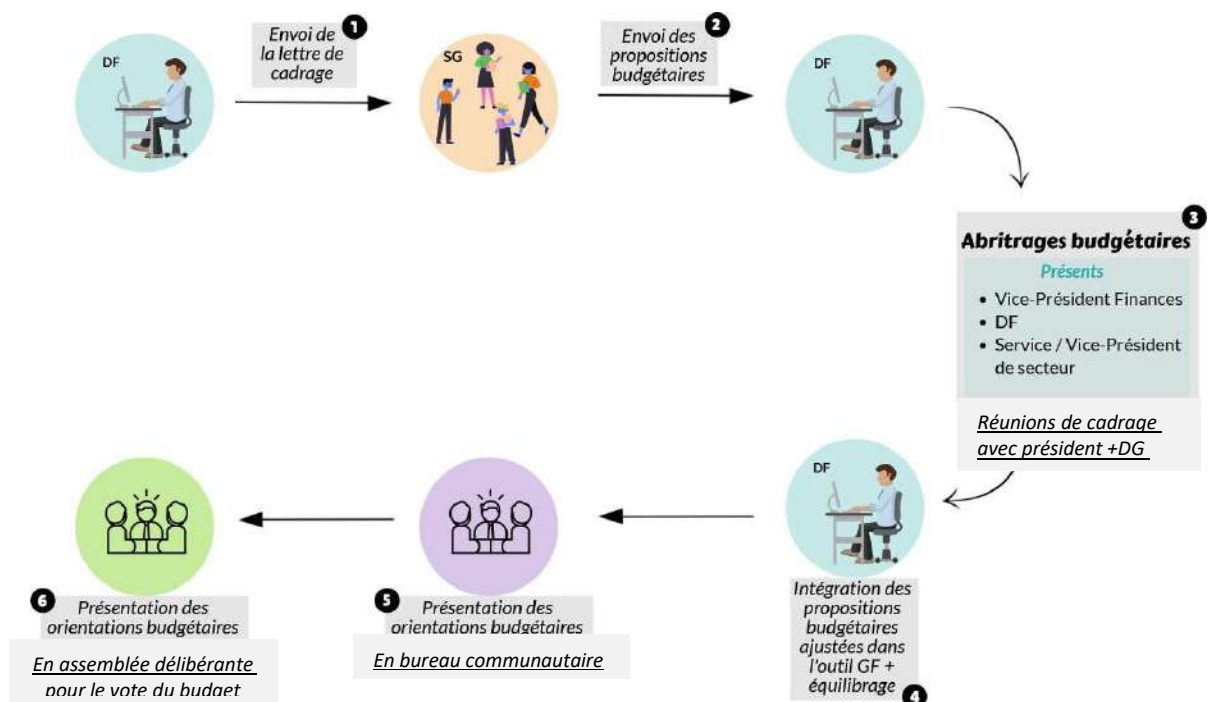 DF
1
Envoi de
la lettre de
cadrage
SG
2
Envoi des
propositions
budgétaires
DF
3
Abritrages budgétaires
Présents
• Vice-Président Finances
• DF
• Service / Vice-Président
de secteur
Réunions de cadrage
avec président +DG
DF
Intégration des
propositions
budgétaires
ajustées dans
l'outil GF +
équilibrage
4
5
Présentation des
orientations budgétaires
En bureau communautaire
6
Présentation des
orientations budgétaires
En assemblée délibérante
pour le vote du budget